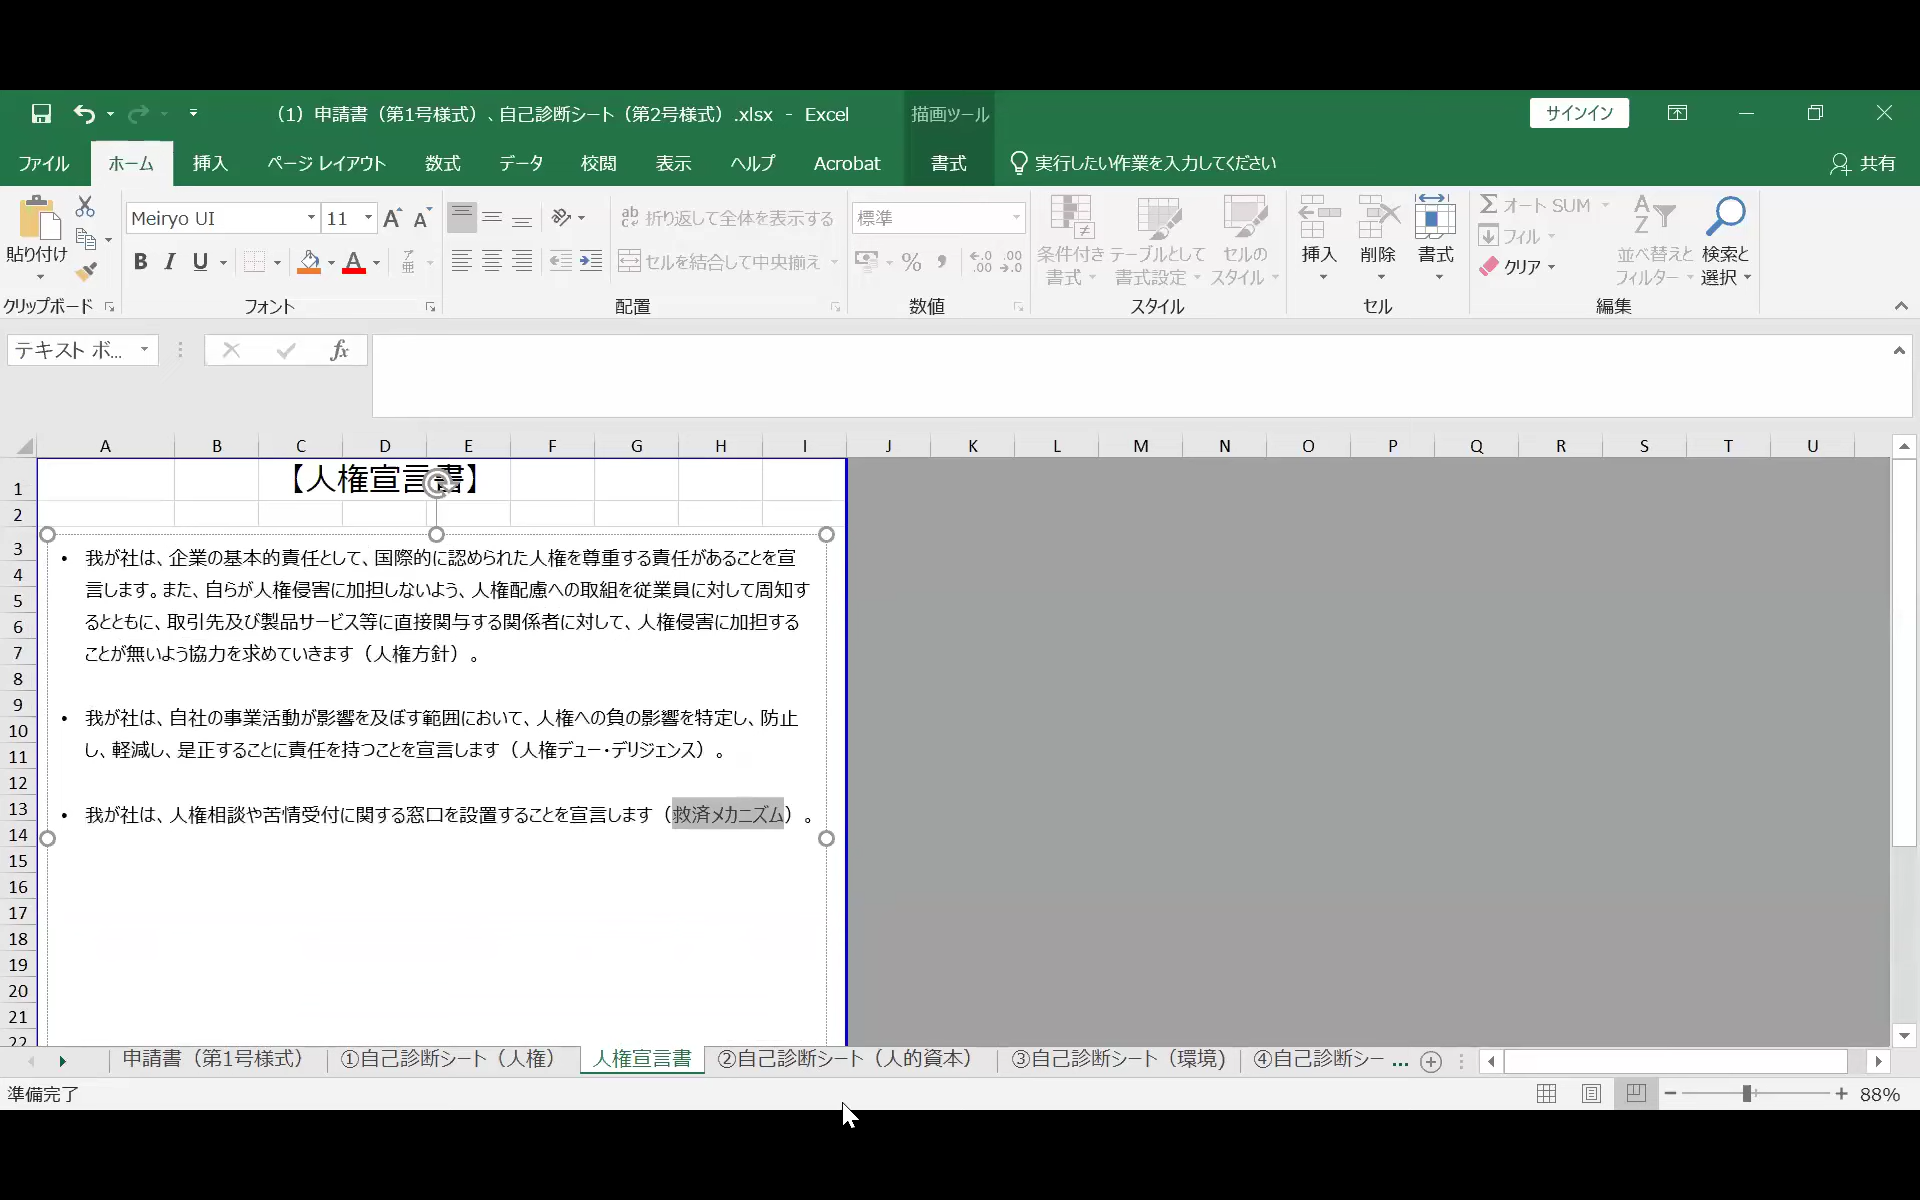 （1）申請書（第1号様式）、自己診断シート（第2号様式）.xlsx - Excel
描画ツール
サインイン
ファイル ホーム 挿入 ページ レイアウト 数式 データ 校閲 表示 ヘルプ Acrobat 書式 実行したい作業を入力してください 共有
貼り付け
クリップボード
Meiryo UI 11
B I U
フォント
折り返して全体を表示する
セルを結合して中央揃え
配置
標準
数値
条件付き書式
テーブルとして書式設定
セルのスタイル
スタイル
挿入 削除 書式
セル
オート SUM
フィル
クリア
並べ替えとフィルター
検索と選択
編集
テキスト ボ...
fx
A B C D E F G H I J K L M N O P Q R S T U
1
2
3
4
5
6
7
8
9
10
11
12
13
14
15
16
17
18
19
20
21
22
【人権宣言書】
• 我が社は、企業の基本的責任として、国際的に認められた人権を尊重する責任があることを宣
言します。また、自らが人権侵害に加担しないよう、人権配慮への取組を従業員に対して周知す
るとともに、取引先及び製品サービス等に直接関与する関係者に対して、人権侵害に加担する
ことが無いよう協力を求めていきます（人権方針）。
• 我が社は、自社の事業活動が影響を及ぼす範囲において、人権への負の影響を特定し、防止
し、軽減し、是正することに責任を持つことを宣言します（人権デュー・デリジェンス）。
• 我が社は、人権相談や苦情受付に関する窓口を設置することを宣言します（救済メカニズム）。
申請書（第1号様式） ①自己診断シート（人権） 人権宣言書 ②自己診断シート（人的資本） ③自己診断シート（環境） ④自己診断シー ...
準備完了
88%